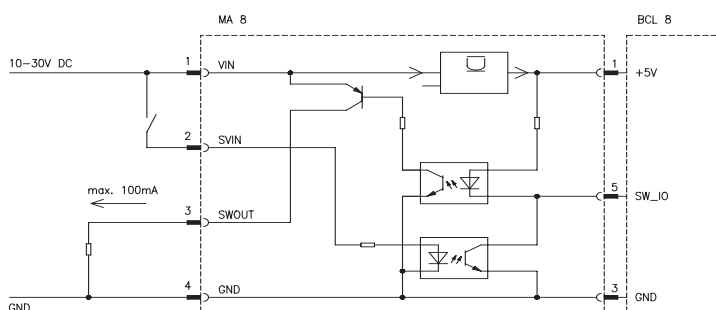 MA 8
BCL 8
10–30V DC
1
VIN
1
+5V
2
SVIN
max. 100mA
5
SW_IO
3
SWOUT
4
GND
3
GND
GND